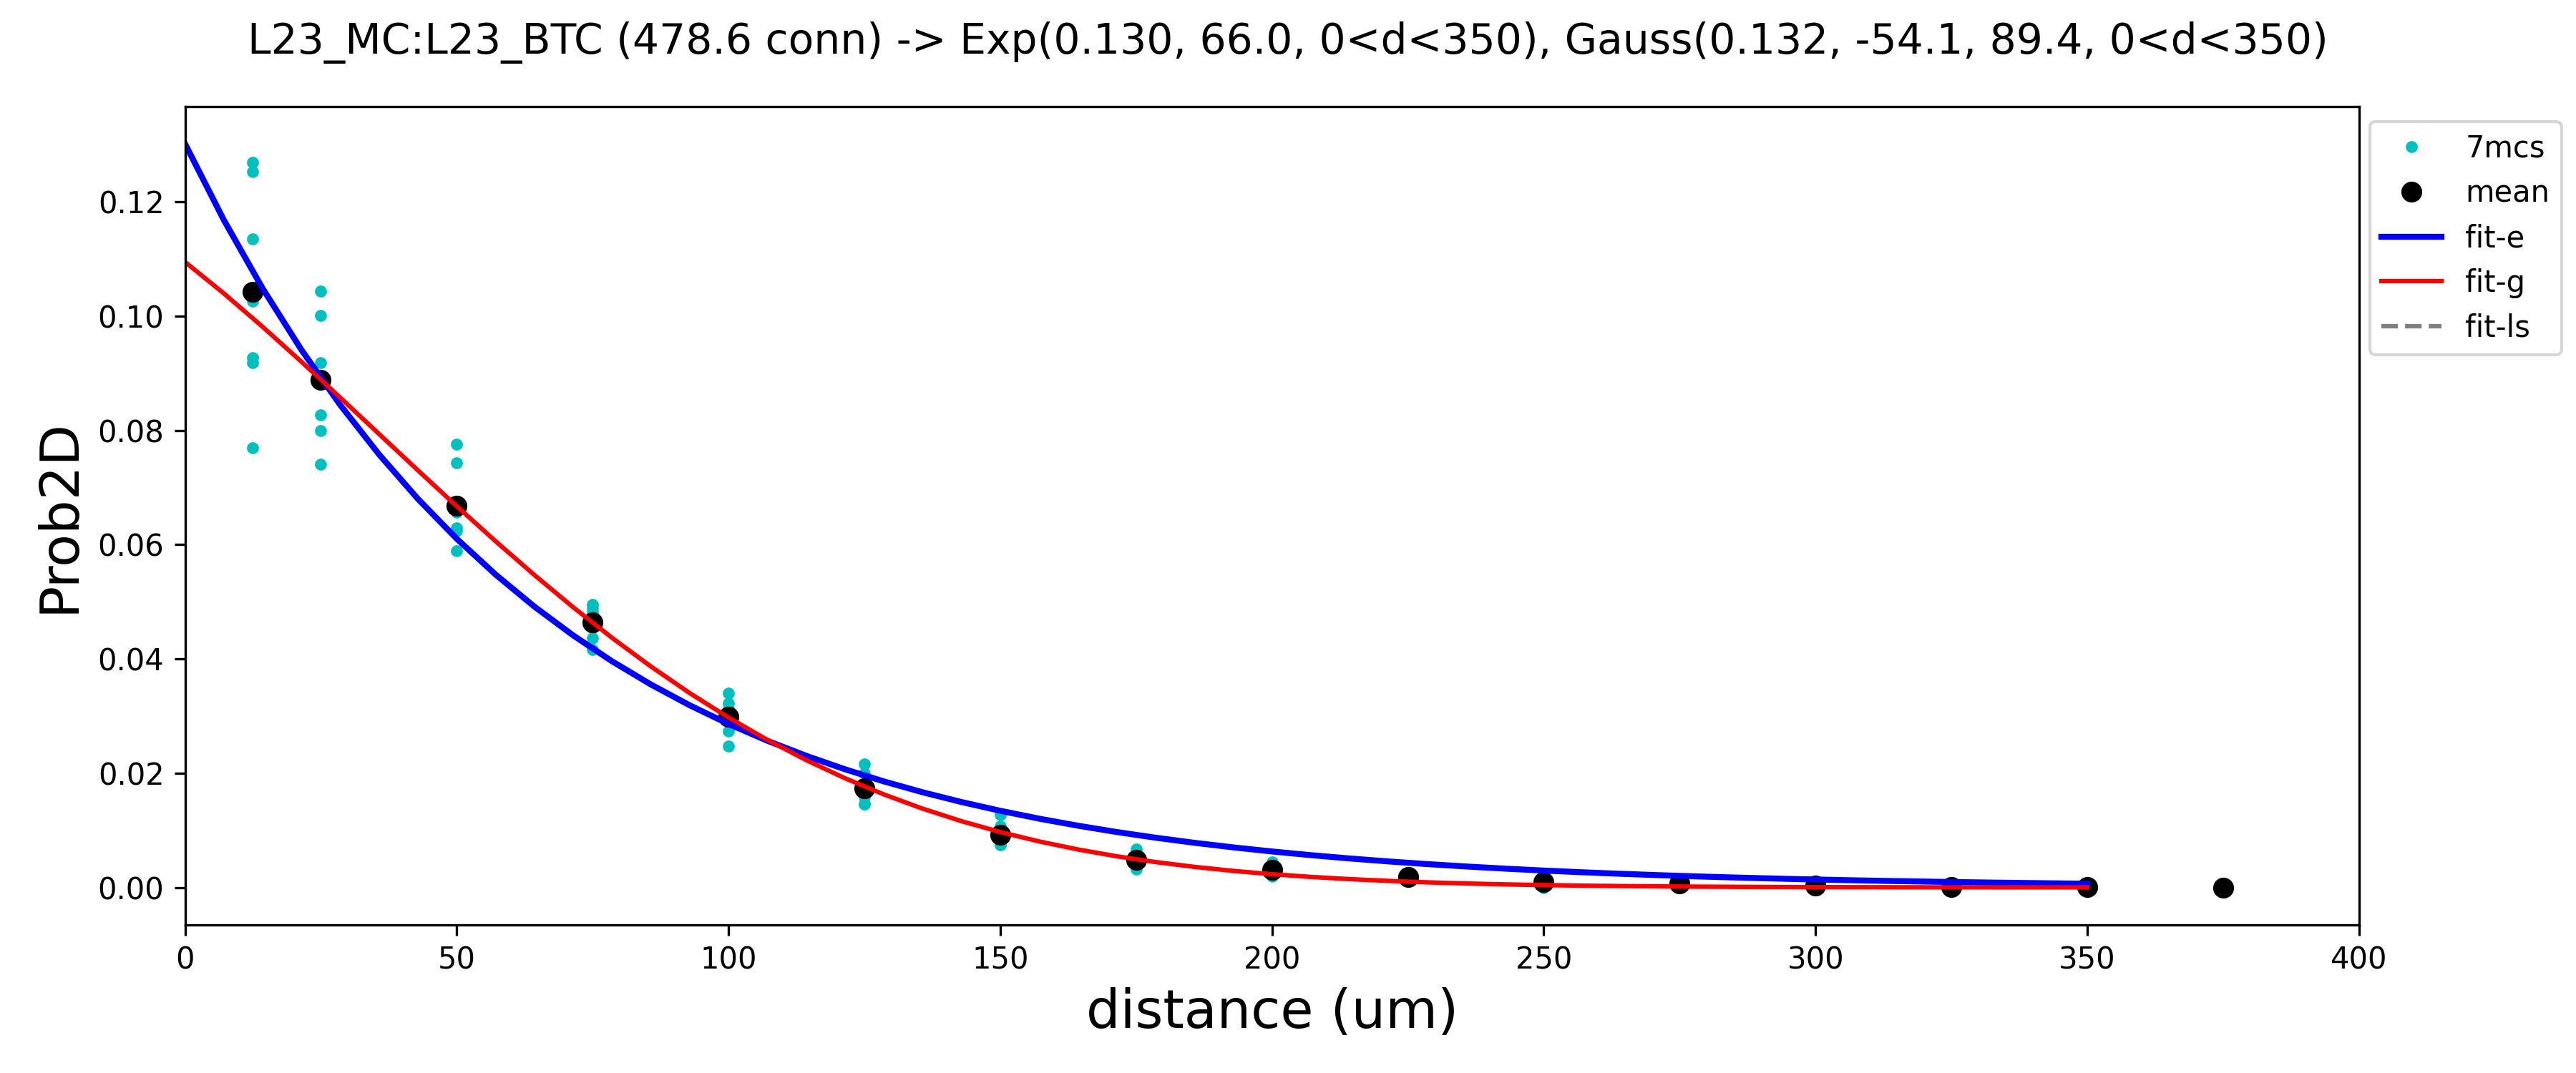 L23_MC:L23_BTC (478.6 conn) -> Exp(0.130, 66.0, 0<d<350), Gauss(0.132, -54.1, 89.4, 0<d<350)
7mcs
mean
fit-e
fit-g
fit-ls
Prob2D
0.12
0.10
0.08
0.06
0.04
0.02
0.00
0 50 100 150 200 250 300 350 400
distance (um)